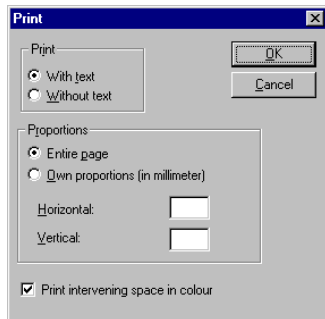 Print
Print
OK
With text
Without text
Cancel
Proportions
Entire page
Own proportions (in millimeter)
Horizontal:
Vertical:
Print intervening space in colour